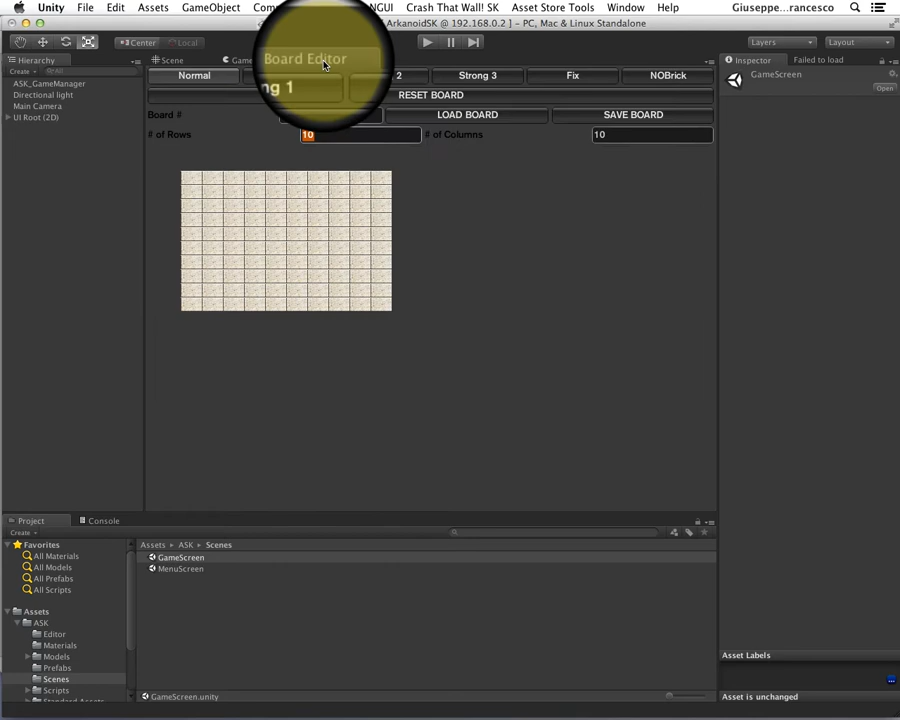 Unity File Edit Assets GameObject Com NGUI Crash That Wall! SK Asset Store Tools Window Help Giuseppe...rancesco
ArkanoidSK @ 192.168.0.2 ] – PC, Mac & Linux Standalone
Center Local Layers Layout
Hierarchy Scene Gam Board Editor Inspector Failed to load
Create All
GameScreen
Open
Normal ng 1 2 Strong 3 Fix NOBrick
ASK_GameManager
Directional light
Main Camera
UI Root (2D)
RESET BOARD
Board # LOAD BOARD SAVE BOARD
# of Rows 10 # of Columns 10
Project Console
Create
Favorites
All Materials
All Models
All Prefabs
All Scripts
Assets
ASK
Editor
Materials
Models
Prefabs
Scenes
Scripts
Standard Assets
Assets ▸ ASK ▸ Scenes
GameScreen
MenuScreen
GameScreen.unity
Asset Labels
Asset is unchanged